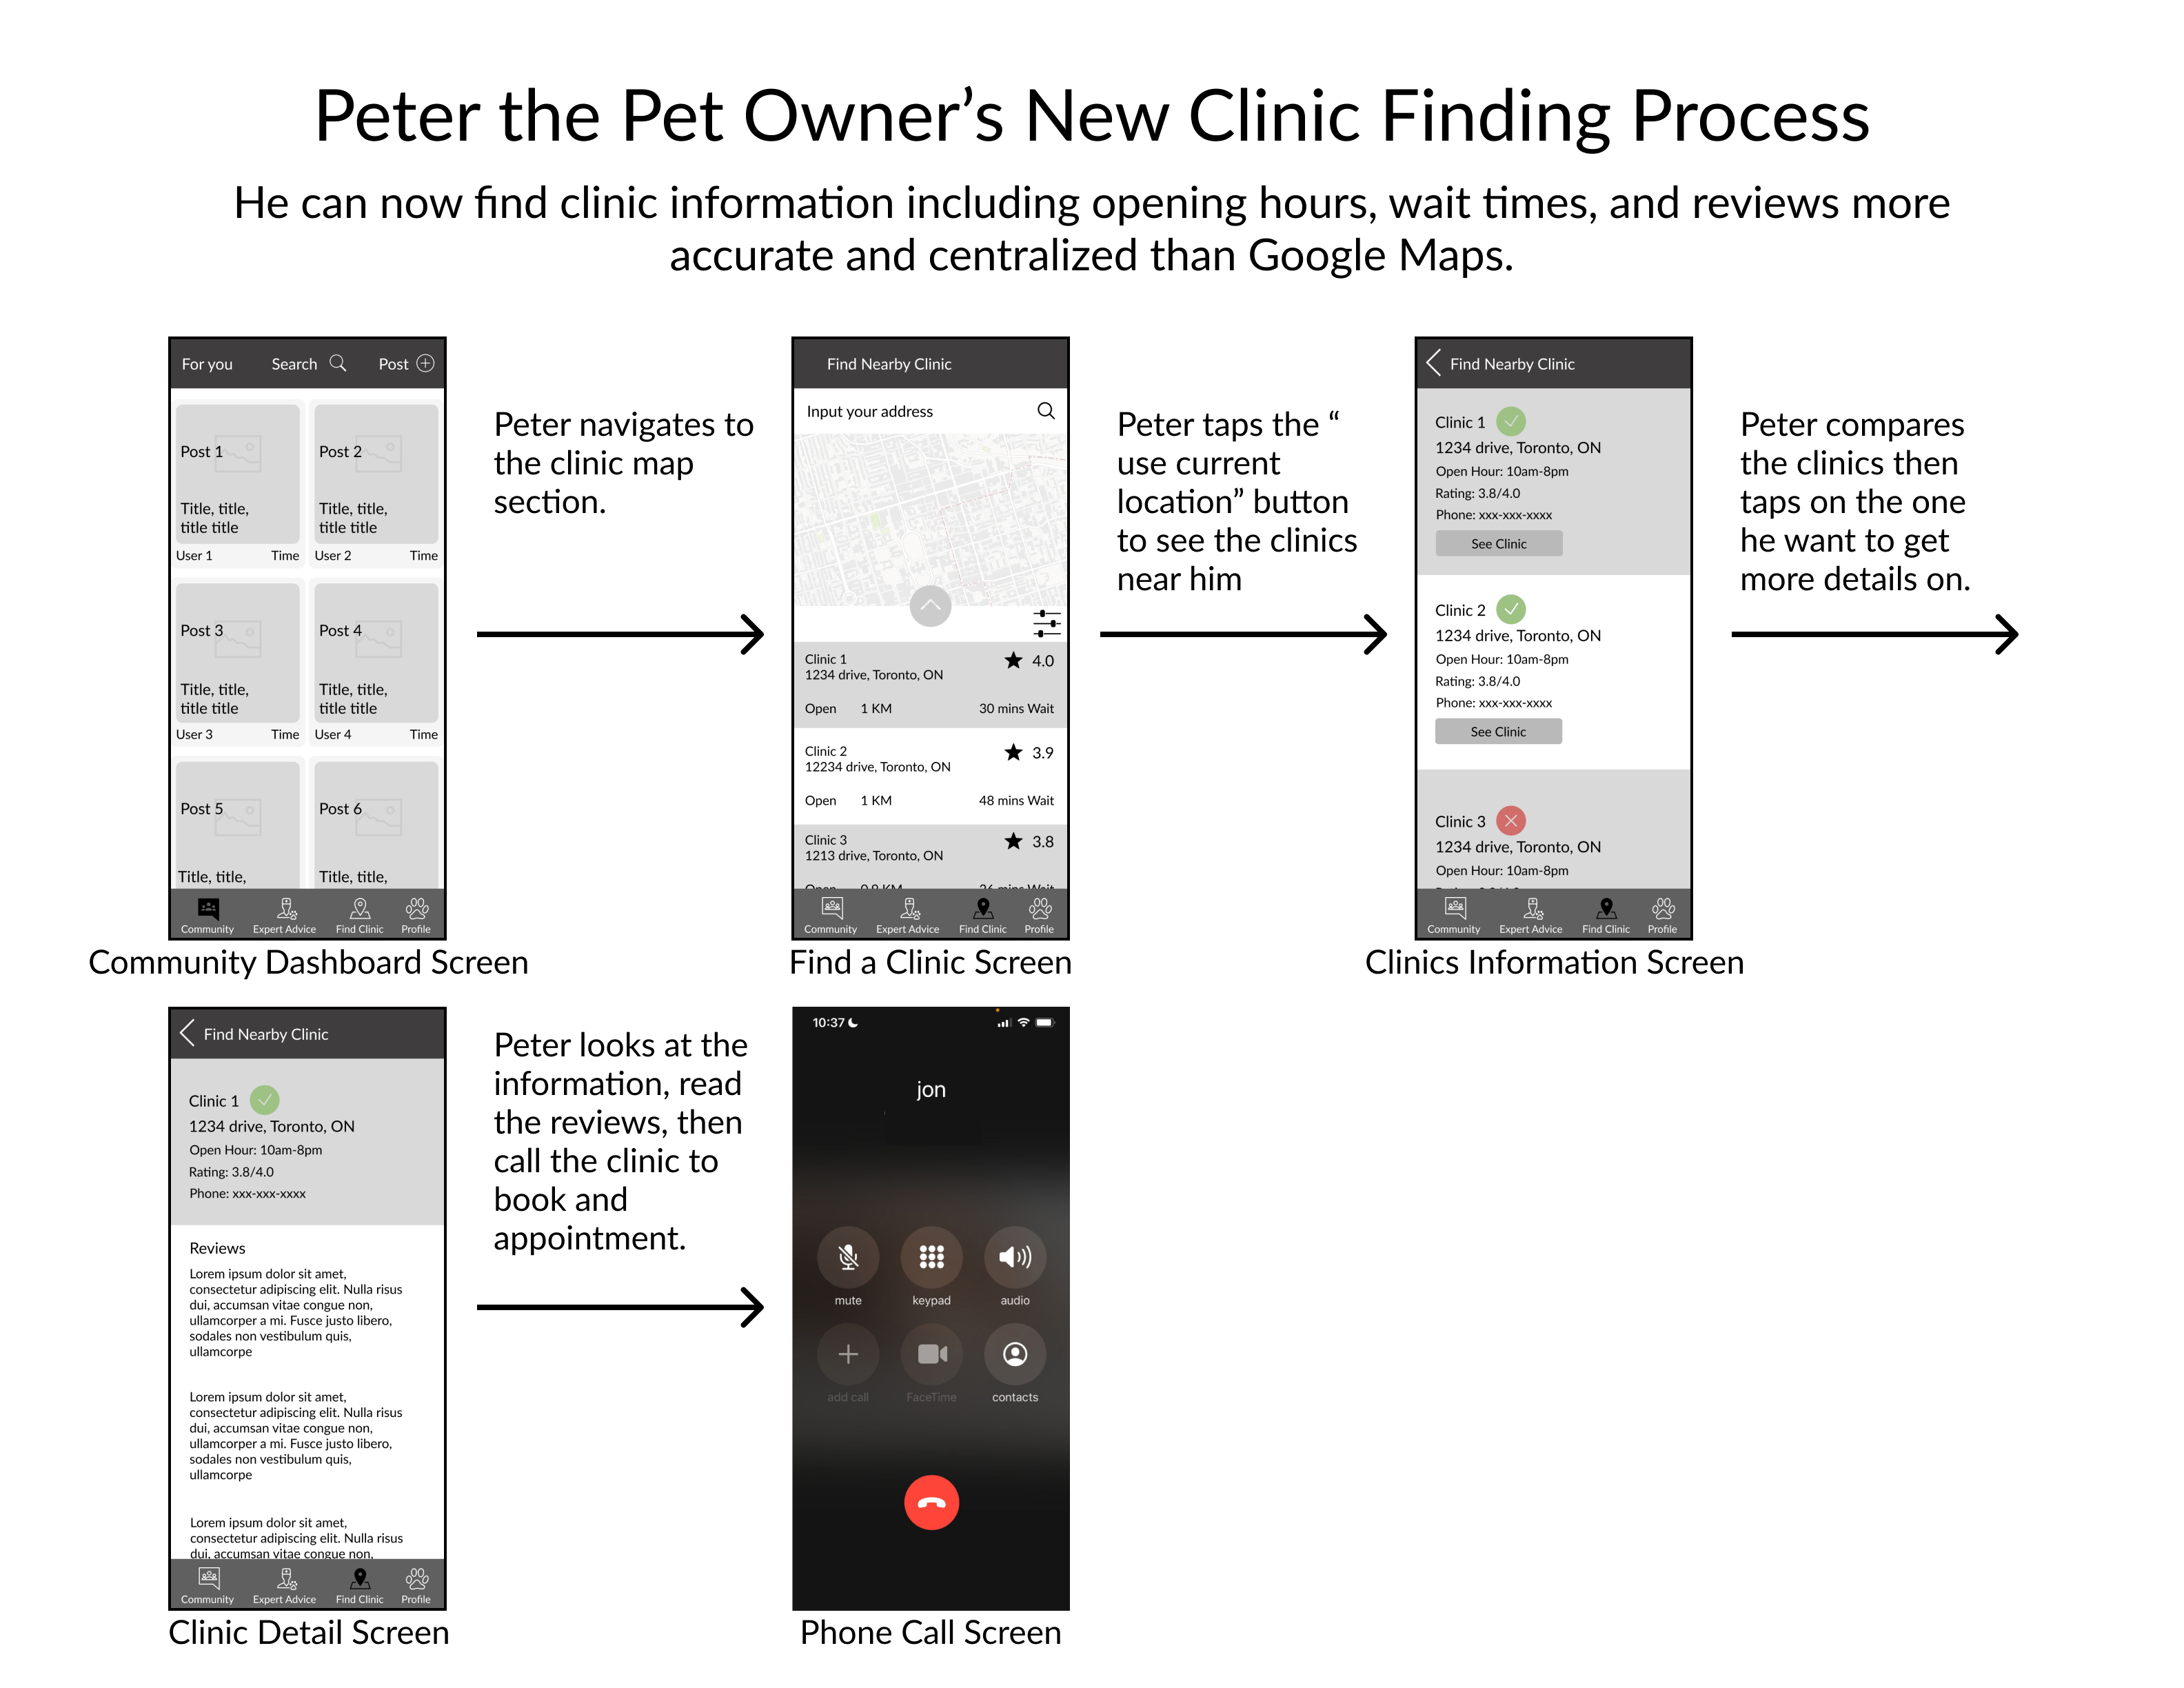 Peter the Pet Owner’s New Clinic Finding Process
He can now find clinic information including opening hours, wait times, and reviews more
accurate and centralized than Google Maps.
For you Search Post
Post 1
Title, title,
title title
User 1 Time
Post 2
Title, title,
title title
User 2 Time
Post 3
Title, title,
title title
User 3 Time
Post 4
Title, title,
title title
User 4 Time
Post 5
Title, title,
Post 6
Title, title,
Community Expert Advice Find Clinic Profile
Community Dashboard Screen
Peter navigates to
the clinic map
section.
Find Nearby Clinic
Input your address
Clinic 1 4.0
1234 drive, Toronto, ON
Open 1 KM 30 mins Wait
Clinic 2 3.9
12234 drive, Toronto, ON
Open 1 KM 48 mins Wait
Clinic 3 3.8
1213 drive, Toronto, ON
Open 0.9 KM mins Wait
Community Expert Advice Find Clinic Profile
Find a Clinic Screen
Peter taps the “
use current
location” button
to see the clinics
near him
Find Nearby Clinic
Clinic 1
1234 drive, Toronto, ON
Open Hour: 10am-8pm
Rating: 3.8/4.0
Phone: xxx-xxx-xxxx
See Clinic
Clinic 2
1234 drive, Toronto, ON
Open Hour: 10am-8pm
Rating: 3.8/4.0
Phone: xxx-xxx-xxxx
See Clinic
Clinic 3
1234 drive, Toronto, ON
Open Hour: 10am-8pm
Community Expert Advice Find Clinic Profile
Clinics Information Screen
Peter compares
the clinics then
taps on the one
he want to get
more details on.
Find Nearby Clinic
Clinic 1
1234 drive, Toronto, ON
Open Hour: 10am-8pm
Rating: 3.8/4.0
Phone: xxx-xxx-xxxx
Reviews
Lorem ipsum dolor sit amet,
consectetur adipiscing elit. Nulla risus
dui, accumsan vitae congue non,
ullamcorper a mi. Fusce justo libero,
sodales non vestibulum quis,
ullamcorpe
Lorem ipsum dolor sit amet,
consectetur adipiscing elit. Nulla risus
dui, accumsan vitae congue non,
ullamcorper a mi. Fusce justo libero,
sodales non vestibulum quis,
ullamcorpe
Lorem ipsum dolor sit amet,
consectetur adipiscing elit. Nulla risus
dui, accumsan vitae congue non,
Community Expert Advice Find Clinic Profile
Clinic Detail Screen
Peter looks at the
information, read
the reviews, then
call the clinic to
book and
appointment.
10:37
jon
mute keypad audio
add call FaceTime contacts
Phone Call Screen